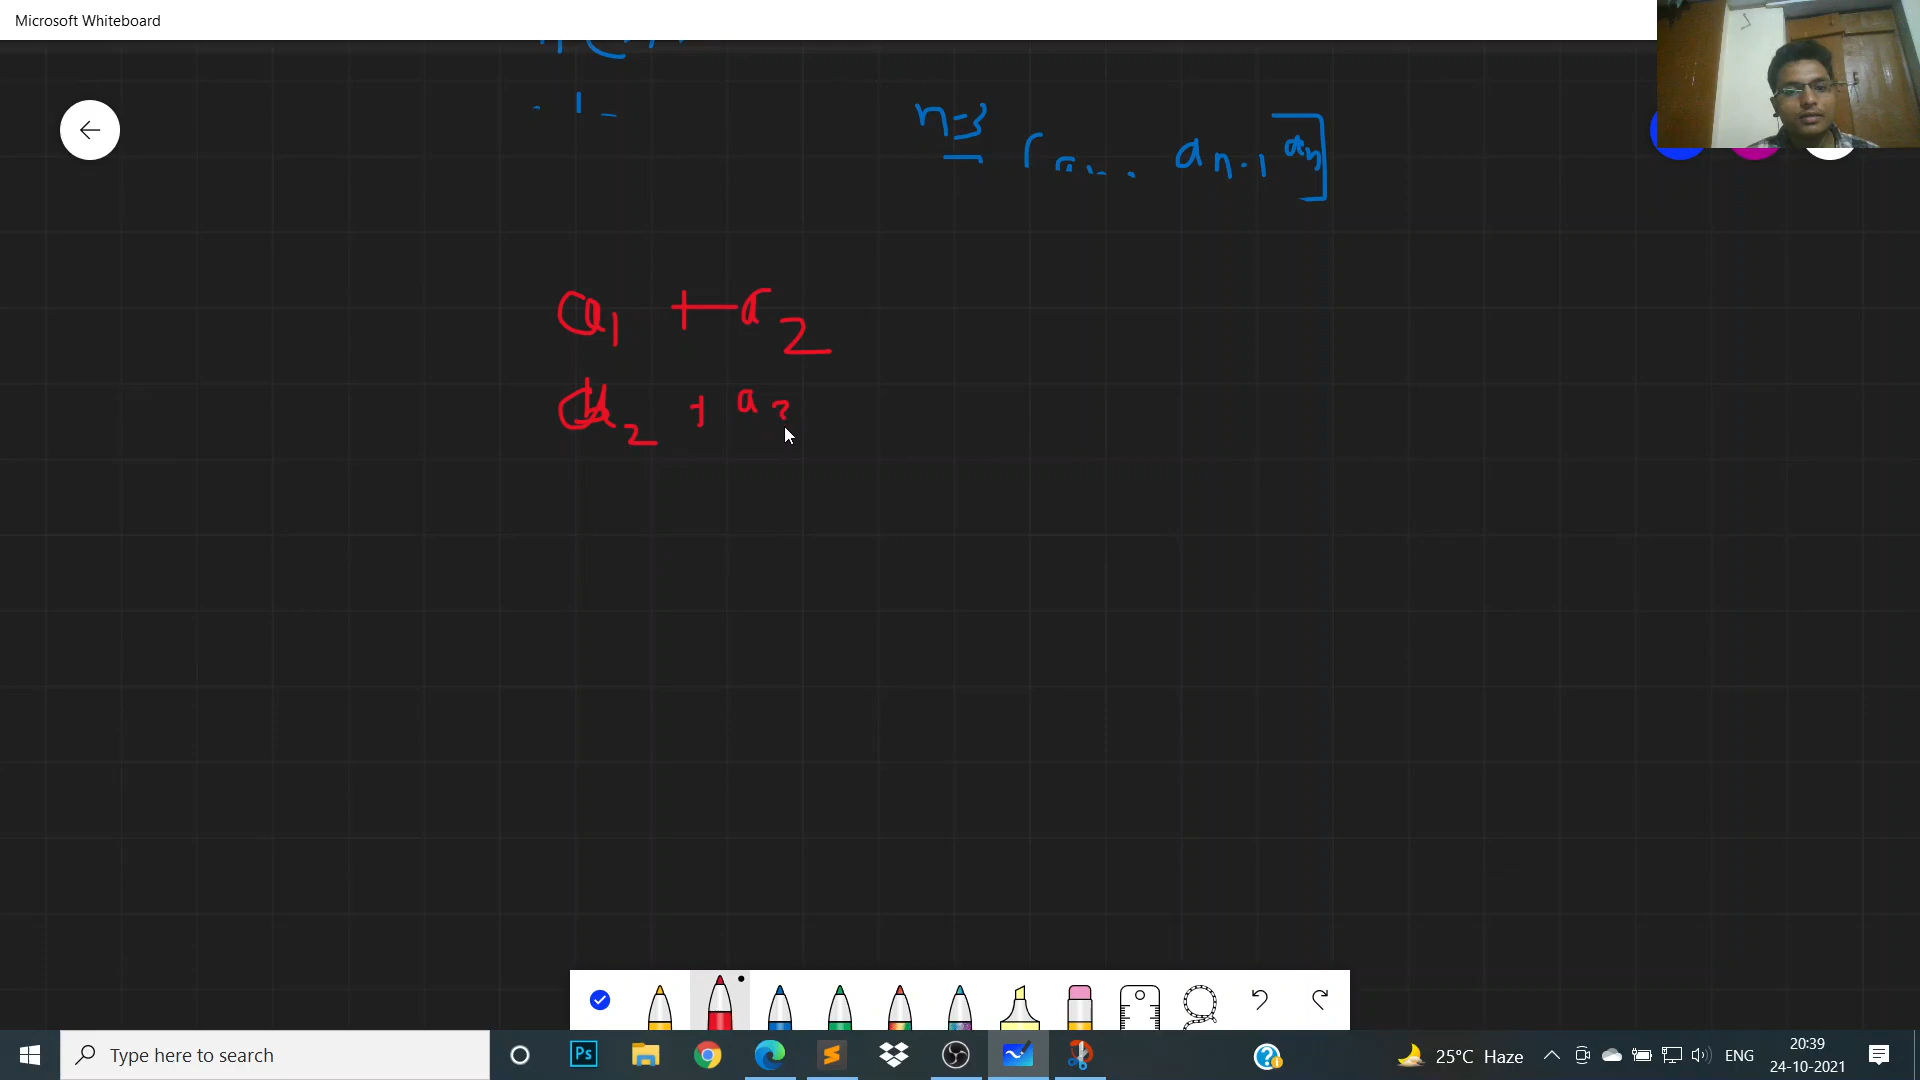 Microsoft Whiteboard
n=3
a n-1 an]
a1 + a2
a2 + a3
Type here to search
Ps
25°C Haze
ENG
20:39
24-10-2021